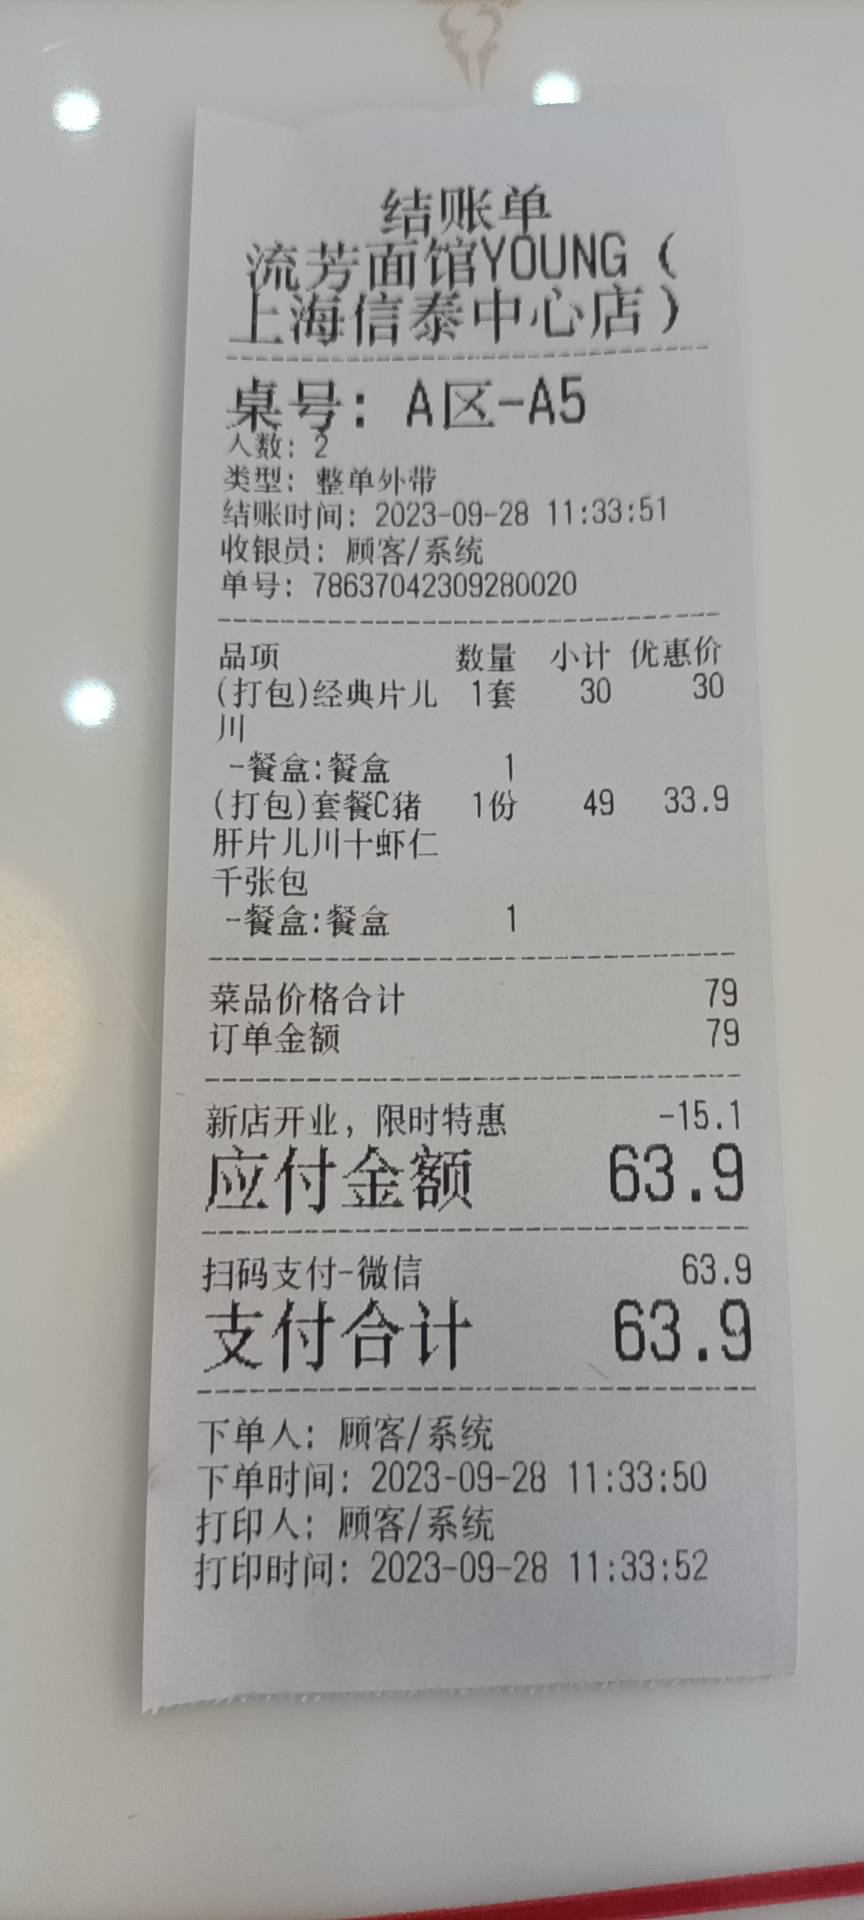 结账单
流芳面馆YOUNG（
上海信泰中心店）
桌号：A区-A5
人数：2
类型：整单外带
结账时间：2023-09-28 11:33:51
收银员：顾客/系统
单号：78637042309280020
品项 数量 小计 优惠价
(打包)经典片儿 1套 30 30
川
-餐盒:餐盒 1
(打包)套餐C猪 1份 49 33.9
肝片儿川十虾仁
千张包
-餐盒:餐盒 1
菜品价格合计 79
订单金额 79
新店开业，限时特惠 -15.1
应付金额 63.9
扫码支付-微信 63.9
支付合计 63.9
下单人：顾客/系统
下单时间：2023-09-28 11:33:50
打印人：顾客/系统
打印时间：2023-09-28 11:33:52